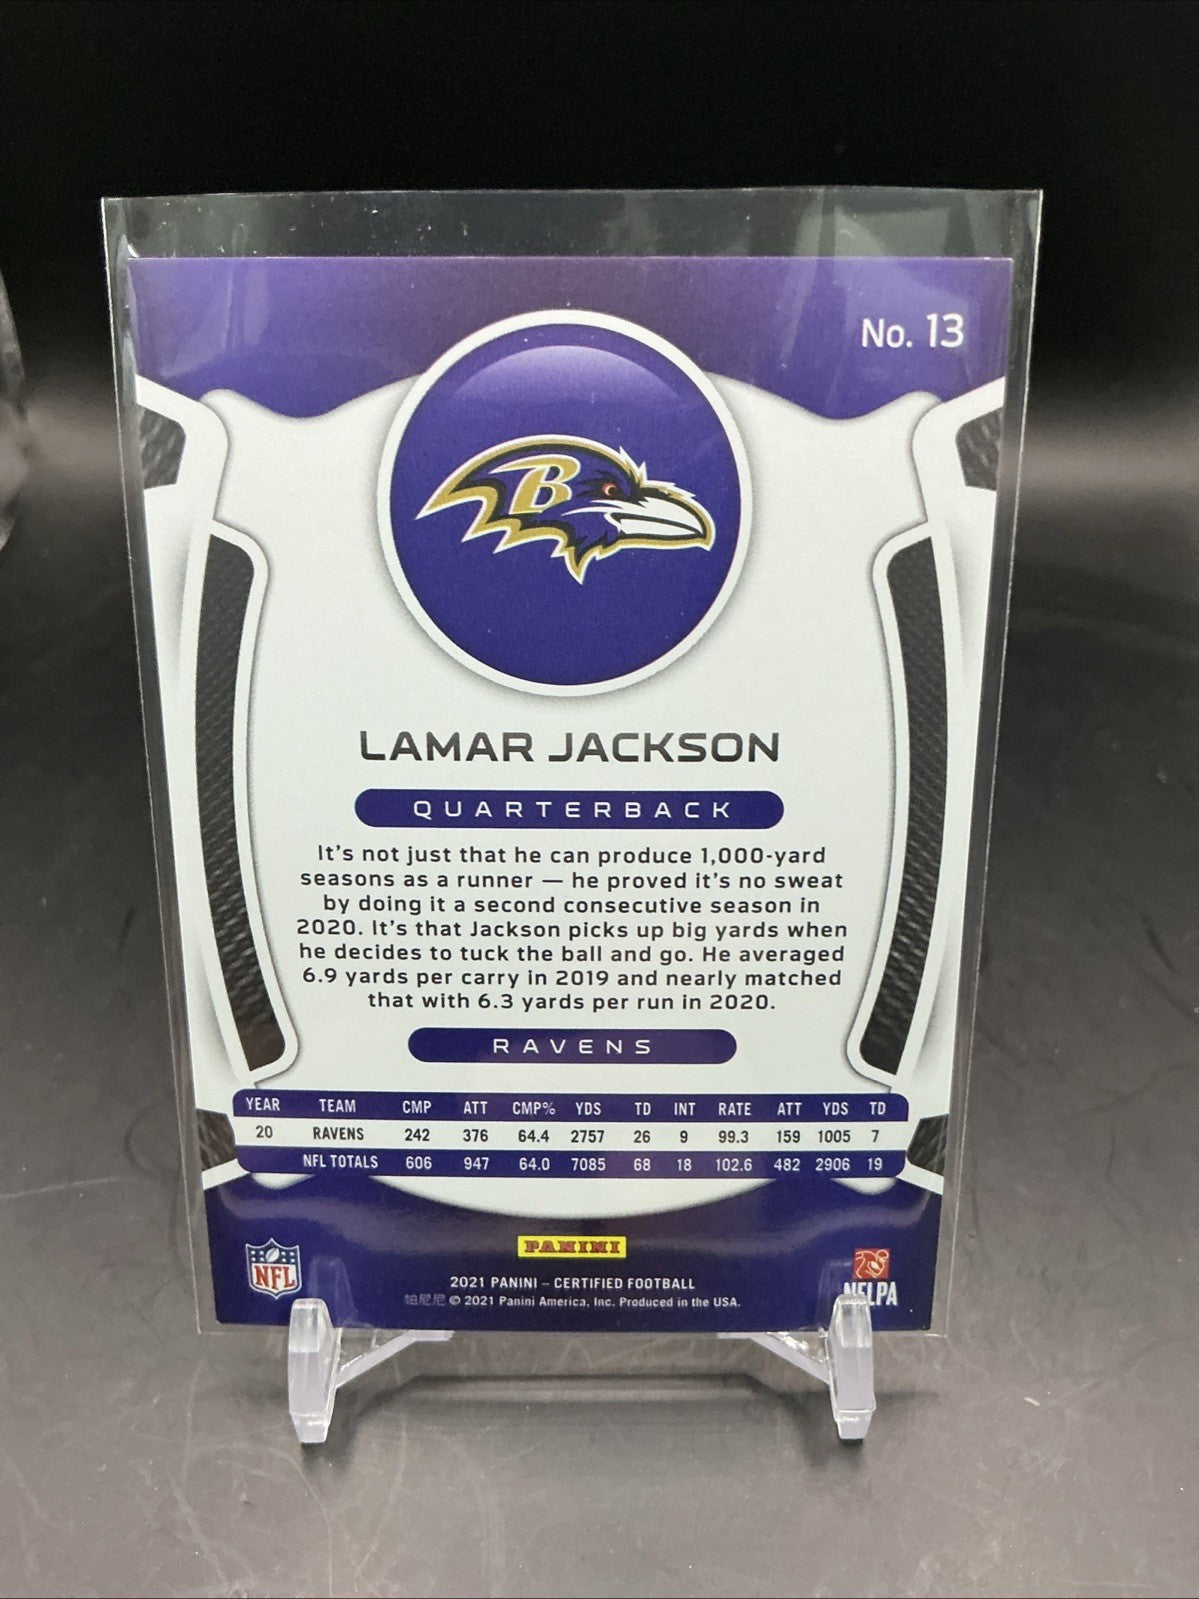 No. 13
B
LAMAR JACKSON
QUARTERBACK
It's not just that he can produce 1,000-yard
seasons as a runner — he proved it's no sweat
by doing it a second consecutive season in
2020. It's that Jackson picks up big yards when
he decides to tuck the ball and go. He averaged
6.9 yards per carry in 2019 and nearly matched
that with 6.3 yards per run in 2020.
RAVENS
YEAR TEAM CMP ATT CMP% YDS TD INT RATE ATT YDS TD
20 RAVENS 242 376 64.4 2757 26 9 99.3 159 1005 7
NFL TOTALS 606 947 64.0 7085 68 18 102.6 482 2906 19
PANINI
NFL
2021 PANINI – CERTIFIED FOOTBALL
NFLPA
帕尼尼 © 2021 Panini America, Inc. Produced in the USA.